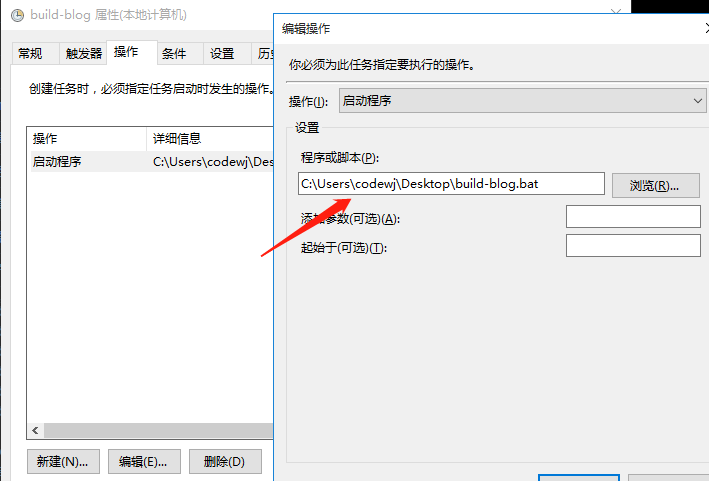 build-blog 属性(本地计算机)
常规 触发器 操作 条件 设置
创建任务时，必须指定任务启动时发生的操作。
操作 详细信息
启动程序 C:\Users\codewj\Des
新建(N)... 编辑(E)... 删除(D)
编辑操作
你必须为此任务指定要执行的操作。
操作(I): 启动程序
设置
程序或脚本(P):
C:\Users\codewj\Desktop\build-blog.bat 浏览(R)...
添加参数(可选)(A):
起始于(可选)(T):